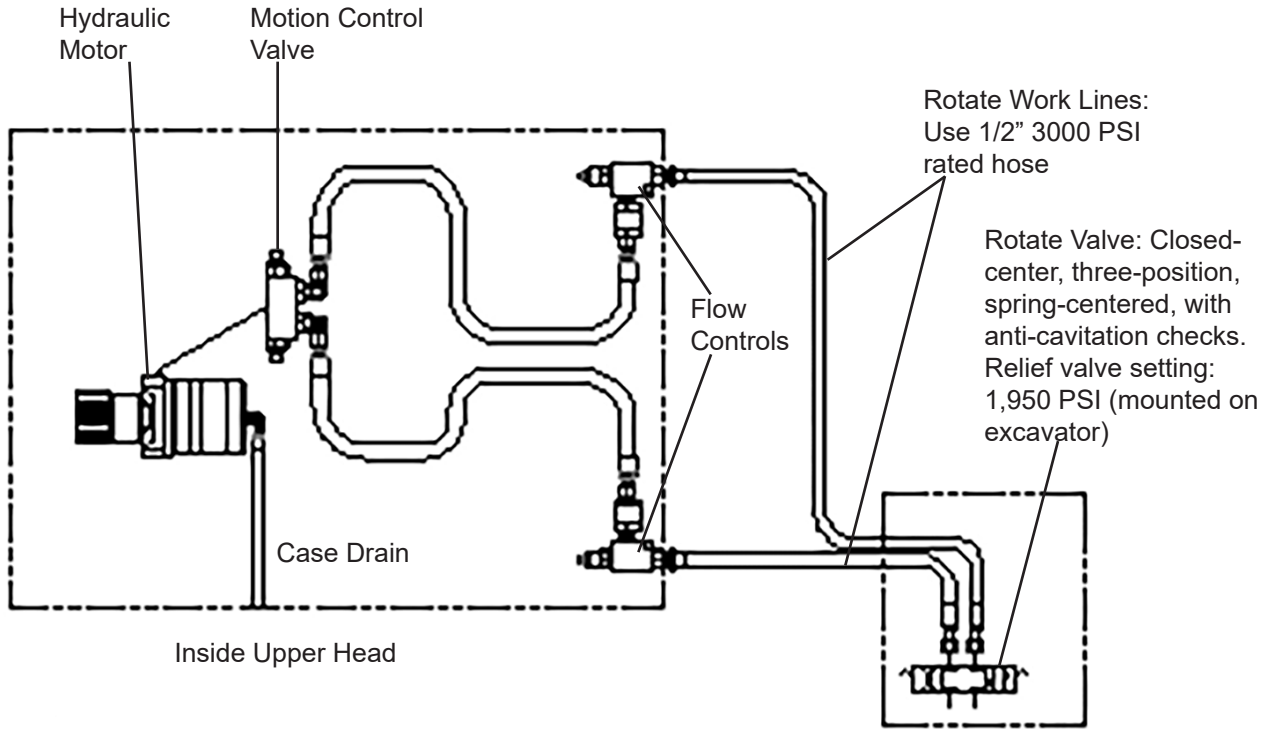 Hydraulic
Motor
Motion Control
Valve
Rotate Work Lines:
Use 1/2” 3000 PSI
rated hose
Rotate Valve: Closed-
center, three-position,
spring-centered, with
anti-cavitation checks.
Relief valve setting:
1,950 PSI (mounted on
excavator)
Flow
Controls
Case Drain
Inside Upper Head